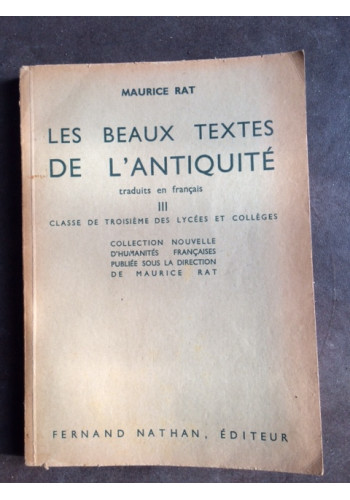 MAURICE RAT
LES BEAUX TEXTES
DE L'ANTIQUITÉ
traduits en français
III
CLASSE DE TROISIÈME DES LYCÉES ET COLLÈGES
COLLECTION NOUVELLE
D'HUMANITÉS FRANÇAISES
PUBLIÉE SOUS LA DIRECTION
DE MAURICE RAT
FERNAND NATHAN, ÉDITEUR